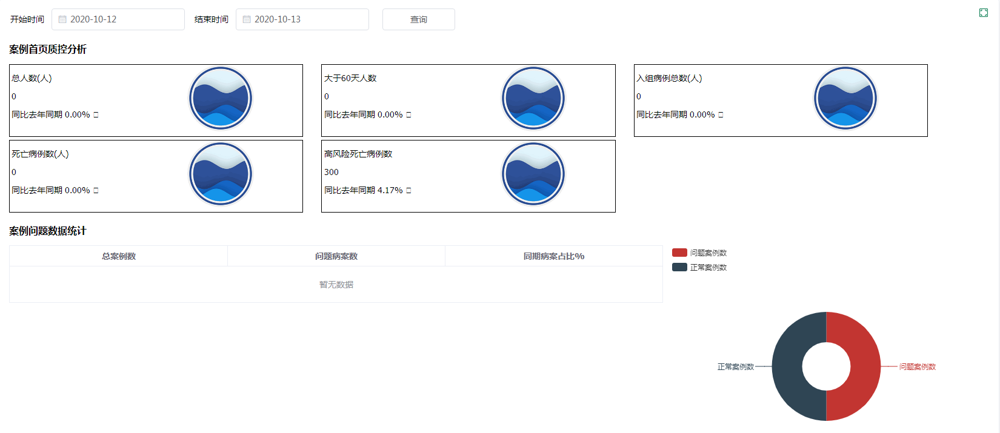 开始时间 2020-10-12 结束时间 2020-10-13 查询
案例首页质控分析
总人数(人)
0
同比去年同期 0.00%
大于60天人数
0
同比去年同期 0.00%
入组病例总数(人)
0
同比去年同期 0.00%
死亡病例数(人)
0
同比去年同期 0.00%
高风险死亡病例数
300
同比去年同期 4.17%
案例问题数据统计
总案例数 问题病案数 同期病案占比%
暂无数据
问题案例数
正常案例数
正常案例数 问题案例数